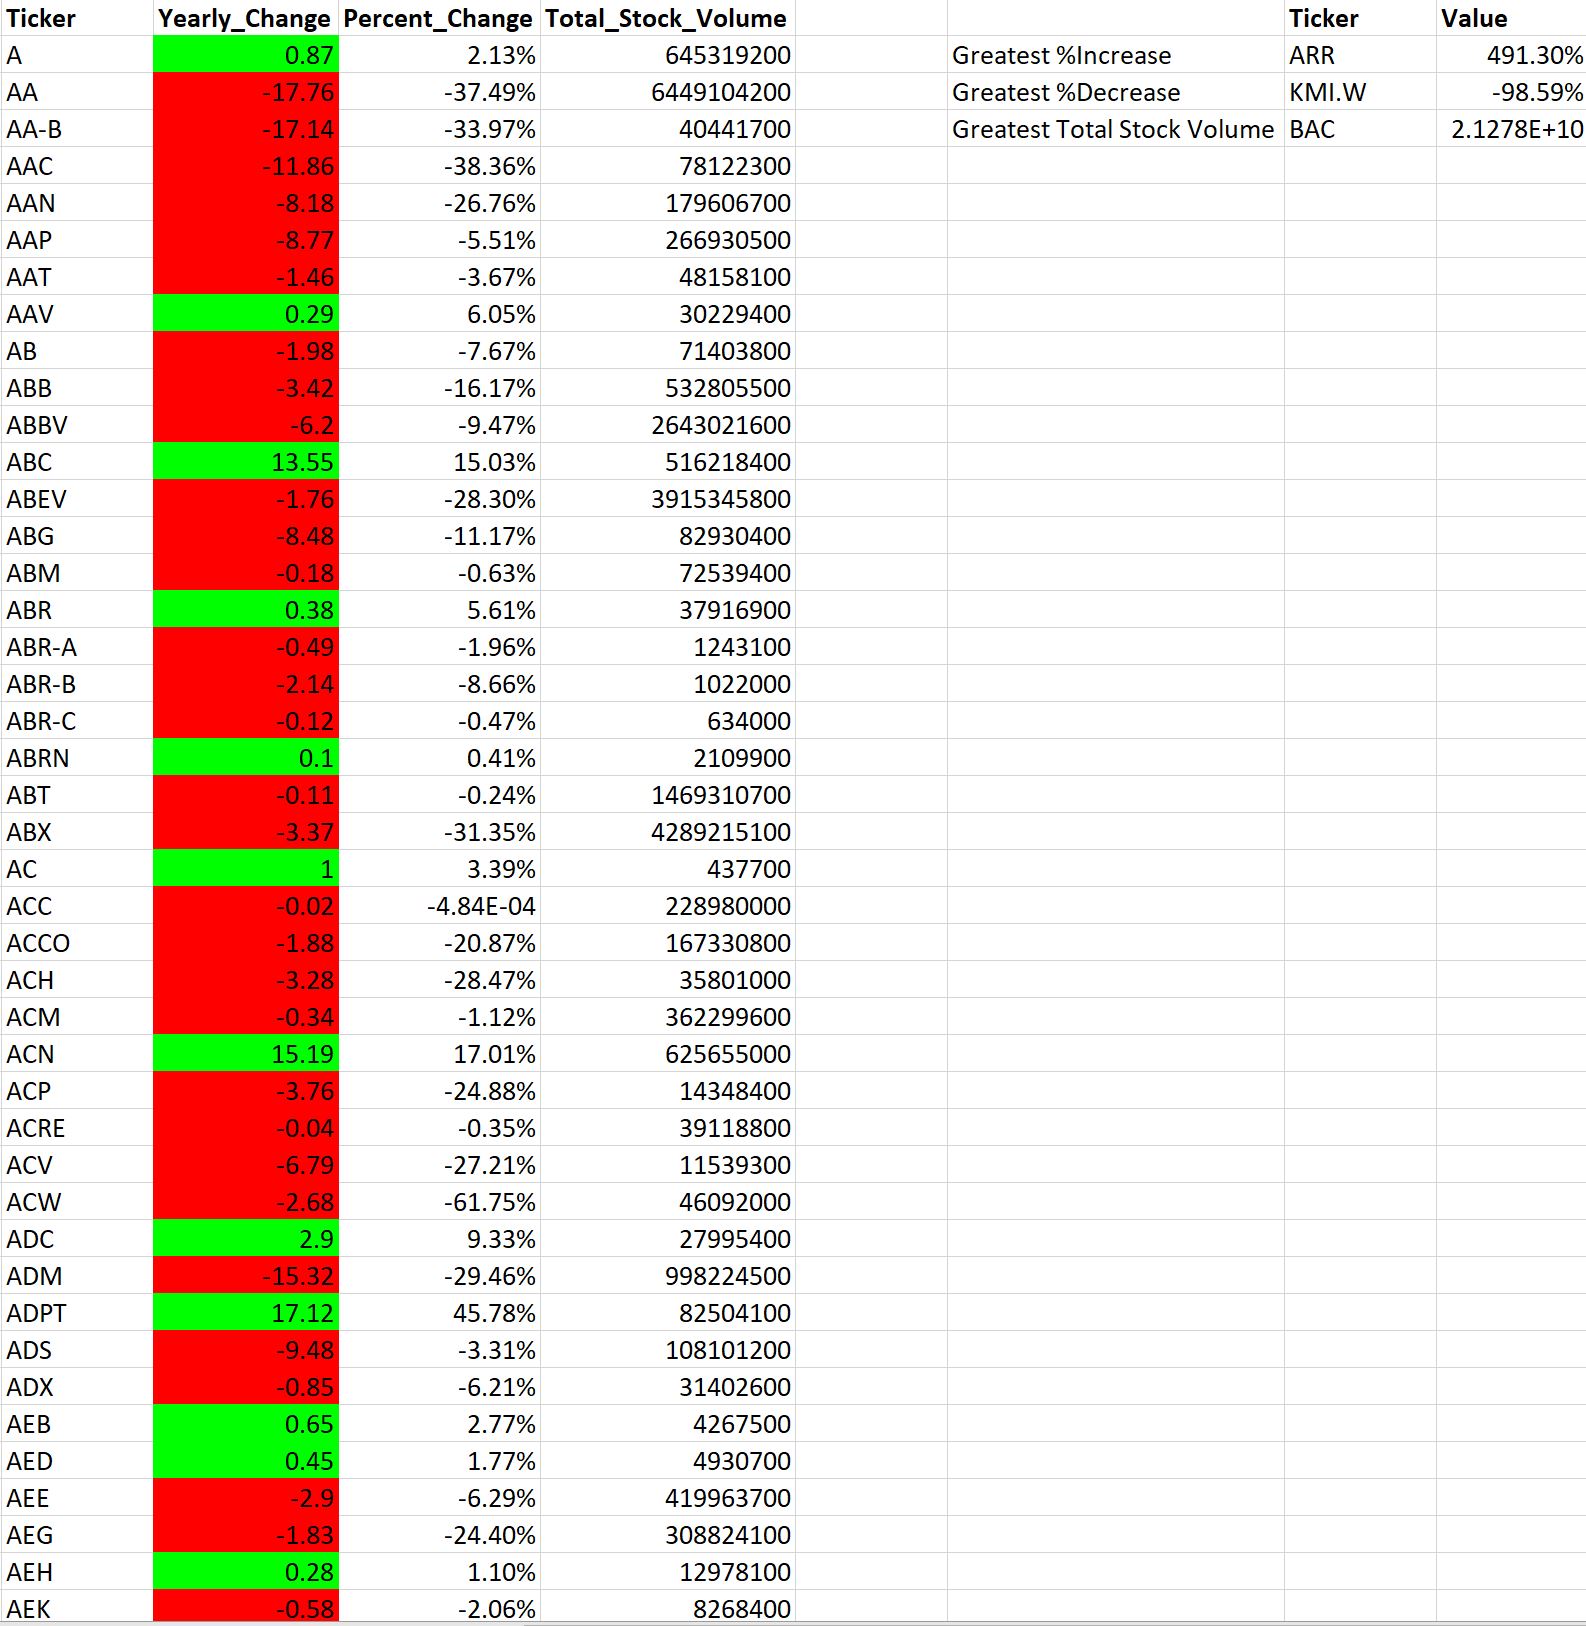 Ticker Yearly_Change Percent_Change Total_Stock_Volume Ticker Value
A 0.87 2.13% 645319200 Greatest %Increase ARR 491.30%
AA -17.76 -37.49% 6449104200 Greatest %Decrease KMI.W -98.59%
AA-B -17.14 -33.97% 40441700 Greatest Total Stock Volume BAC 2.1278E+10
AAC -11.86 -38.36% 78122300
AAN -8.18 -26.76% 179606700
AAP -8.77 -5.51% 266930500
AAT -1.46 -3.67% 48158100
AAV 0.29 6.05% 30229400
AB -1.98 -7.67% 71403800
ABB -3.42 -16.17% 532805500
ABBV -6.2 -9.47% 2643021600
ABC 13.55 15.03% 516218400
ABEV -1.76 -28.30% 3915345800
ABG -8.48 -11.17% 82930400
ABM -0.18 -0.63% 72539400
ABR 0.38 5.61% 37916900
ABR-A -0.49 -1.96% 1243100
ABR-B -2.14 -8.66% 1022000
ABR-C -0.12 -0.47% 634000
ABRN 0.1 0.41% 2109900
ABT -0.11 -0.24% 1469310700
ABX -3.37 -31.35% 4289215100
AC 1 3.39% 437700
ACC -0.02 -4.84E-04 228980000
ACCO -1.88 -20.87% 167330800
ACH -3.28 -28.47% 35801000
ACM -0.34 -1.12% 362299600
ACN 15.19 17.01% 625655000
ACP -3.76 -24.88% 14348400
ACRE -0.04 -0.35% 39118800
ACV -6.79 -27.21% 11539300
ACW -2.68 -61.75% 46092000
ADC 2.9 9.33% 27995400
ADM -15.32 -29.46% 998224500
ADPT 17.12 45.78% 82504100
ADS -9.48 -3.31% 108101200
ADX -0.85 -6.21% 31402600
AEB 0.65 2.77% 4267500
AED 0.45 1.77% 4930700
AEE -2.9 -6.29% 419963700
AEG -1.83 -24.40% 308824100
AEH 0.28 1.10% 12978100
AEK -0.58 -2.06% 8268400